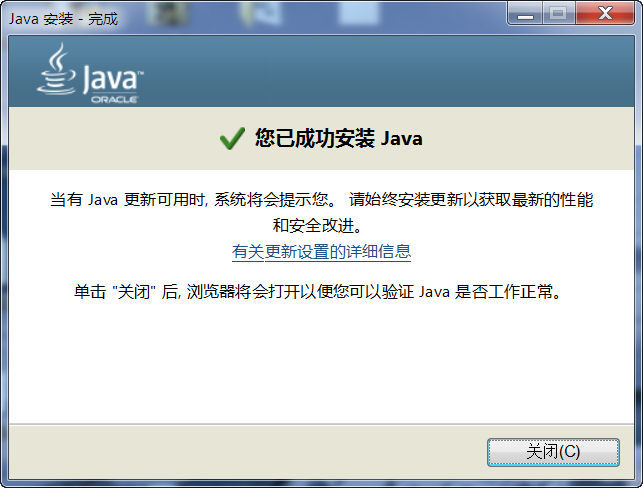 Java 安装 - 完成
Java™
ORACLE
您已成功安装 Java
当有 Java 更新可用时, 系统将会提示您。 请始终安装更新以获取最新的性能
和安全改进。
有关更新设置的详细信息
单击 "关闭" 后, 浏览器将会打开以便您可以验证 Java 是否工作正常。
关闭(C)